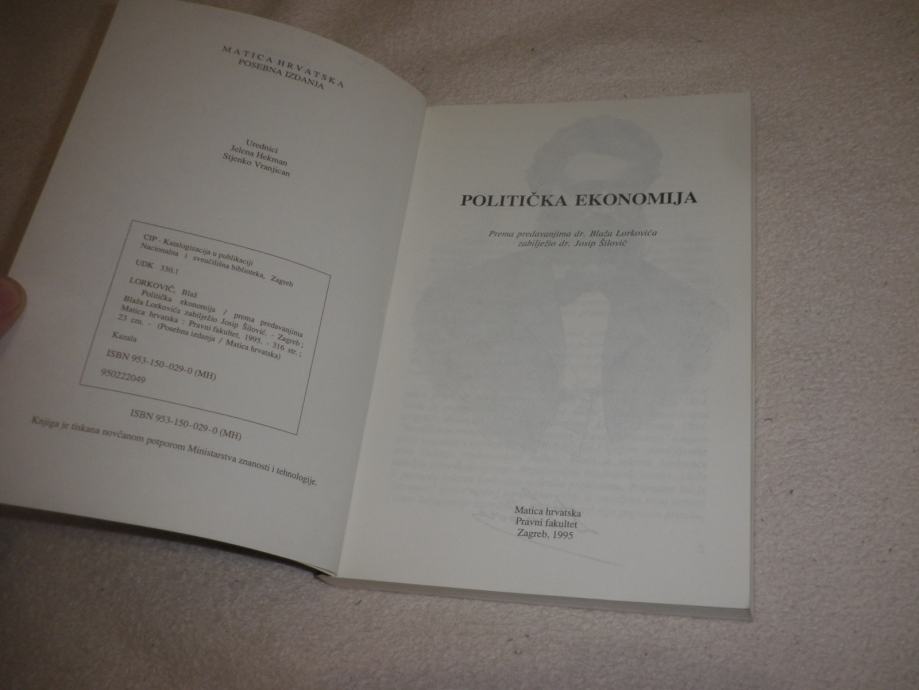 MATICA HRVATSKA
POSEBNA IZDANJA
Urednici
Jelena Hekman
Stjenko Vranjican
CIP - Katalogizacija u publikaciji
Nacionalna i sveučilišna biblioteka, Zagreb
UDK 330.1
LORKOVIĆ, Blaž
Politička ekonomija / prema predavanjima
Blaža Lorkovića zabilježio Josip Šilović. - Zagreb ;
Matica hrvatska : Pravni fakultet, 1995. - 316 str. ;
23 cm. - (Posebna izdanja / Matica hrvatska)
Kazala
ISBN 953-150-029-0 (MH)
950222049
ISBN 953-150-029-0 (MH)
Knjiga je tiskana novčanom potporom Ministarstva znanosti i tehnologije.
POLITIČKA EKONOMIJA
Prema predavanjima dr. Blaža Lorkovića
zabilježio dr. Josip Šilović
Matica hrvatska
Pravni fakultet
Zagreb, 1995